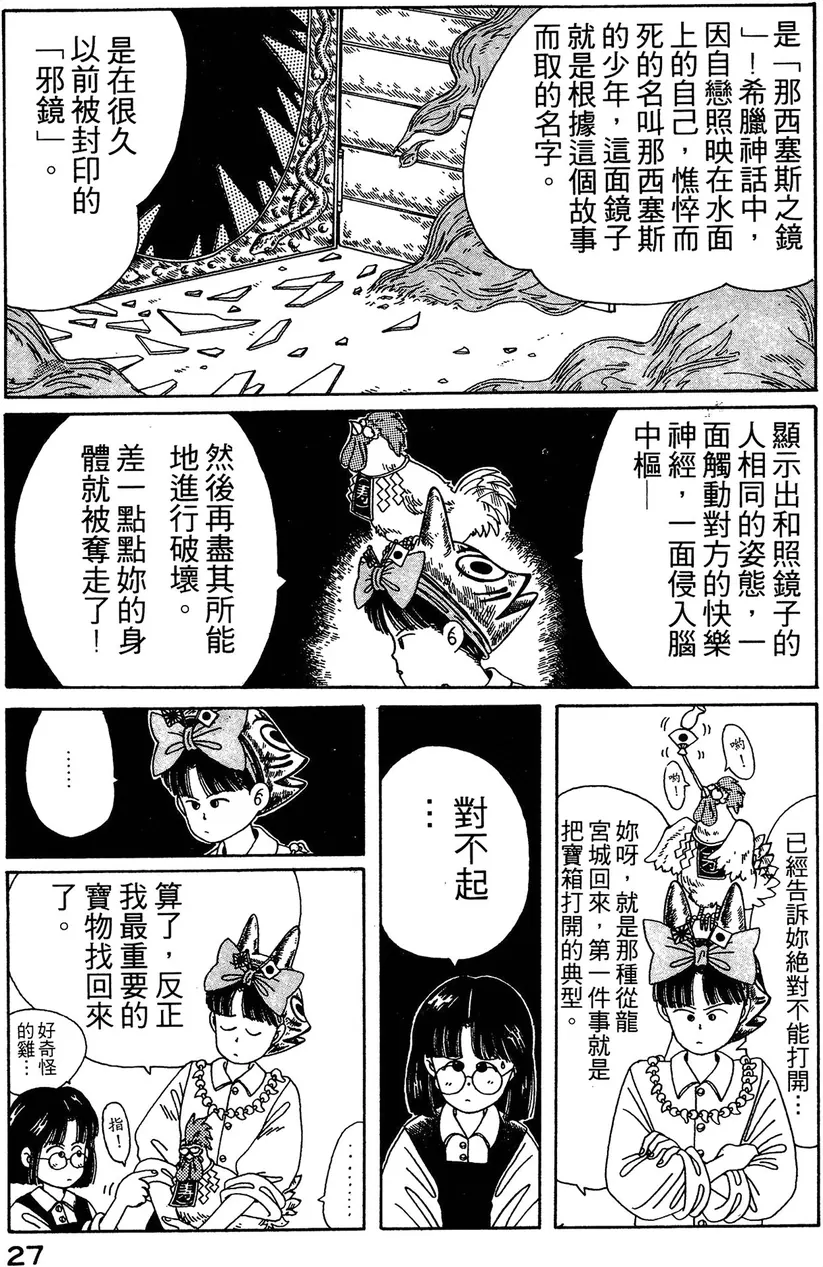 是「那西塞斯之鏡
」！希臘神話中，
因自戀照映在水面
上的自己，憔悴而
死的名叫那西塞斯
的少年，這面鏡子
就是根據這個故事
而取的名字。
是在很久
以前被封印的
「邪鏡」。
顯示出和照鏡子的
人相同的姿態，一
面觸動對方的快樂
神經，一面侵入腦
中樞—
然後再盡其所能
地進行破壞。
差一點點妳的身
體就被奪走了！
壽
喲！
喲！
已經告訴妳絕對不能打開…
妳呀，就是那種從龍
宮城回來，第一件事就是
把寶箱打開的典型。
對不起
…
……
算了，反正
我最重要的
寶物找回來
了。
………
指！
壽
好奇怪
的雞…
27